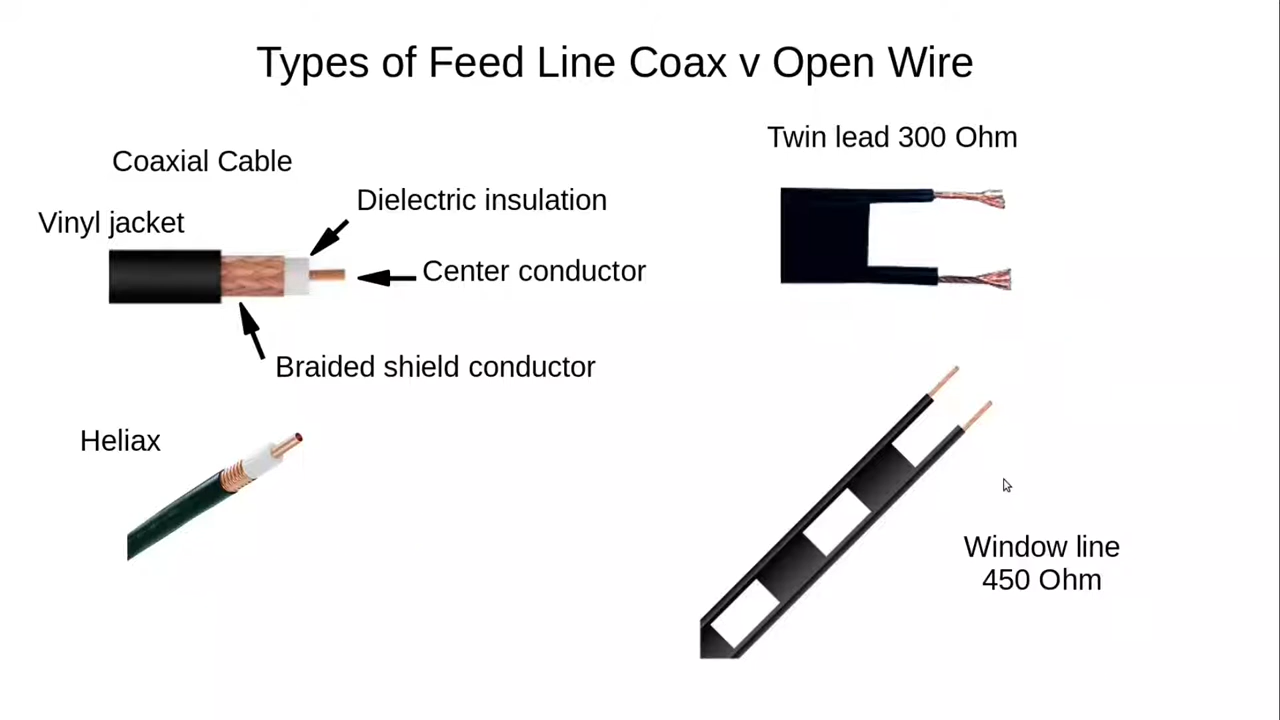 Types of Feed Line Coax v Open Wire
Coaxial Cable
Vinyl jacket
Dielectric insulation
Center conductor
Braided shield conductor
Heliax
Twin lead 300 Ohm
Window line
450 Ohm